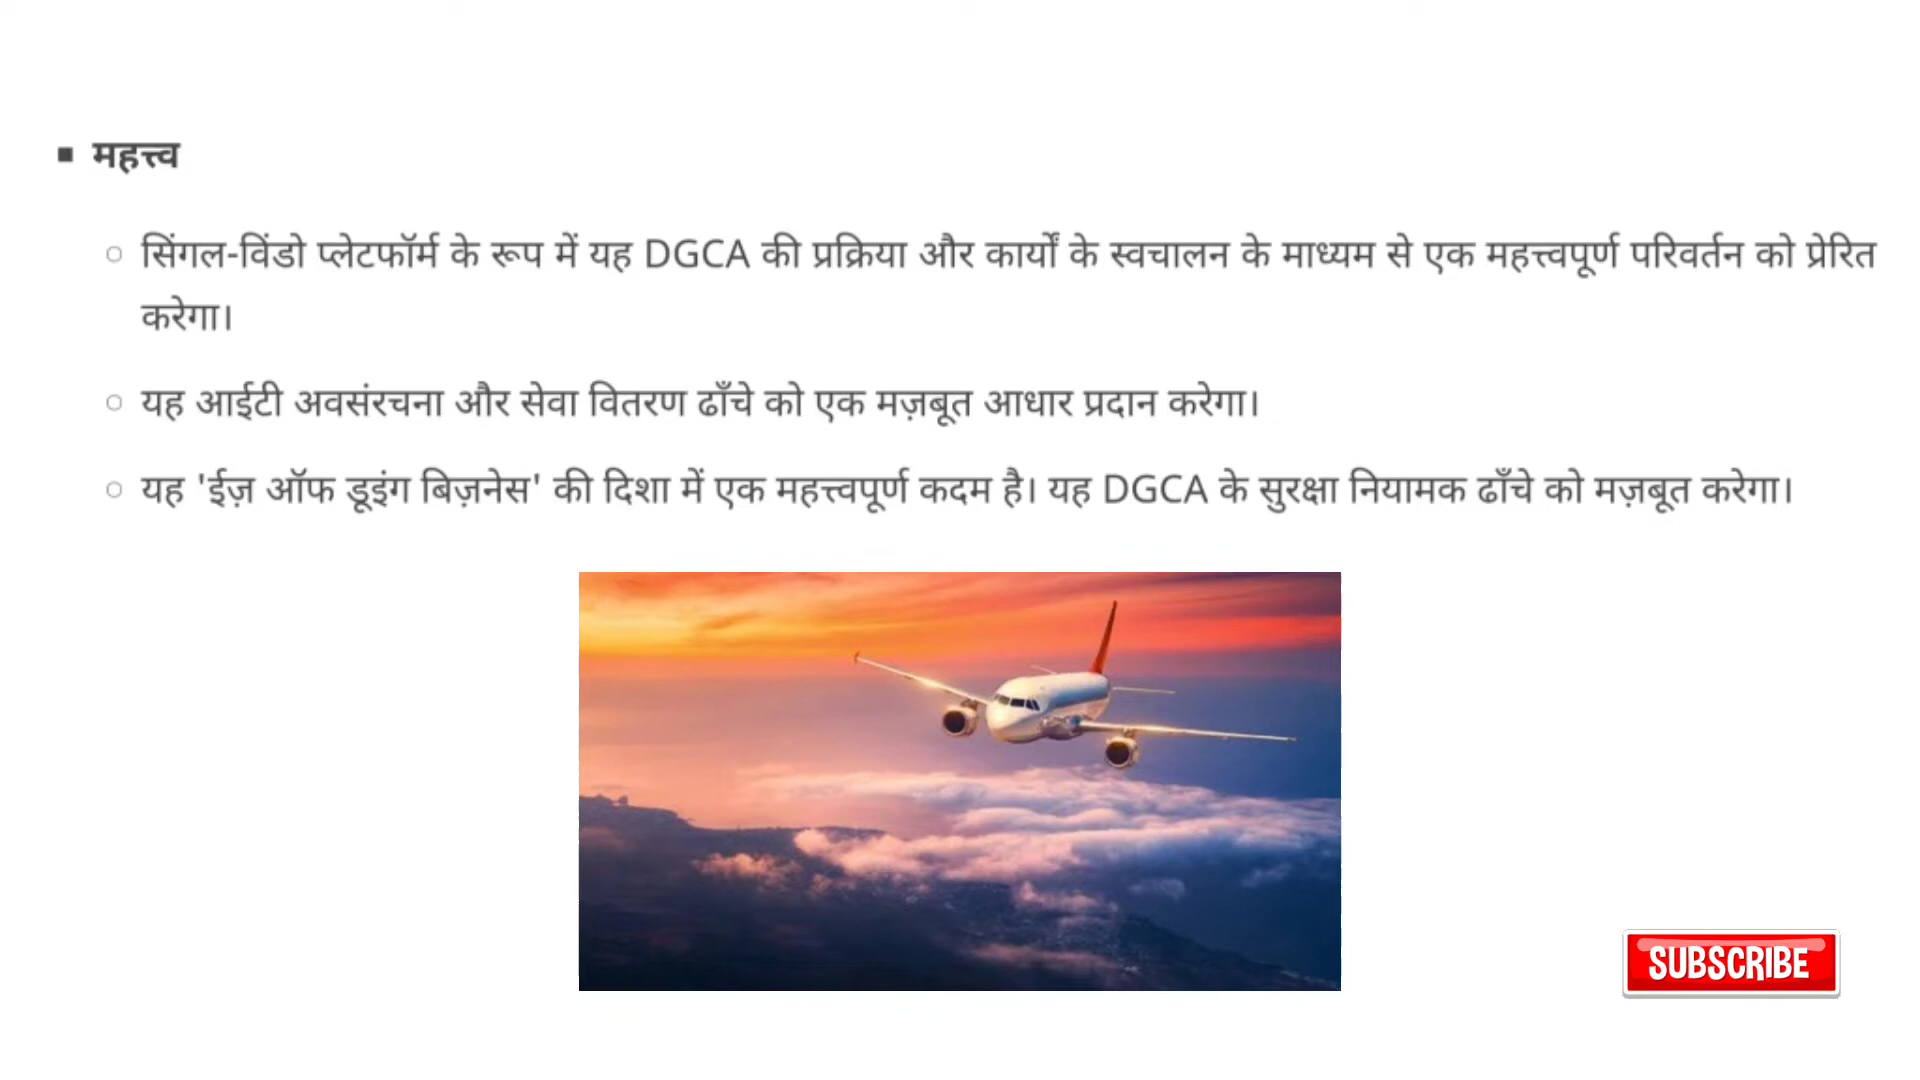 महत्त्व
सिंगल-विंडो प्लेटफॉर्म के रूप में यह DGCA की प्रक्रिया और कार्यों के स्वचालन के माध्यम से एक महत्त्वपूर्ण परिवर्तन को प्रेरित
करेगा।
यह आईटी अवसंरचना और सेवा वितरण ढाँचे को एक मज़बूत आधार प्रदान करेगा।
यह 'ईज़ ऑफ डूइंग बिज़नेस' की दिशा में एक महत्त्वपूर्ण कदम है। यह DGCA के सुरक्षा नियामक ढाँचे को मज़बूत करेगा।
SUBSCRIBE